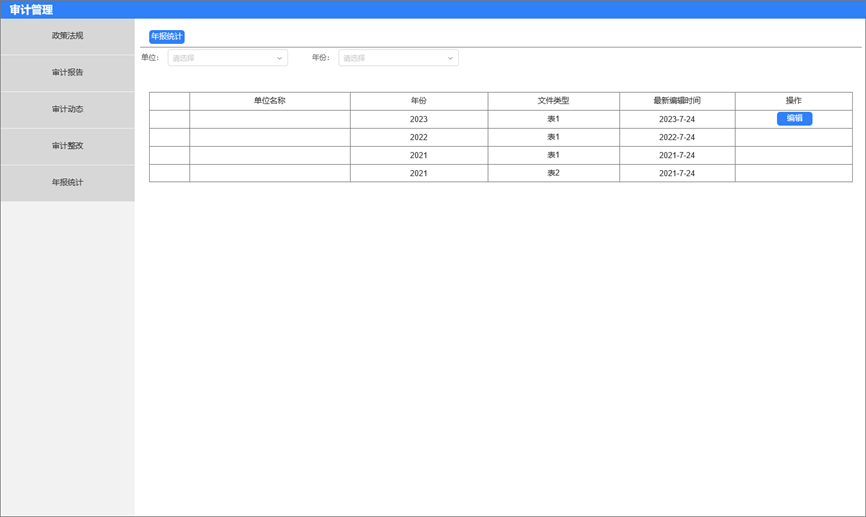 审计管理
政策法规
审计报告
审计动态
审计整改
年报统计
年报统计
单位： 请选择 年份： 请选择
单位名称 年份 文件类型 最新编辑时间 操作
2023 表1 2023-7-24 编辑
2022 表1 2022-7-24
2021 表1 2021-7-24
2021 表2 2021-7-24